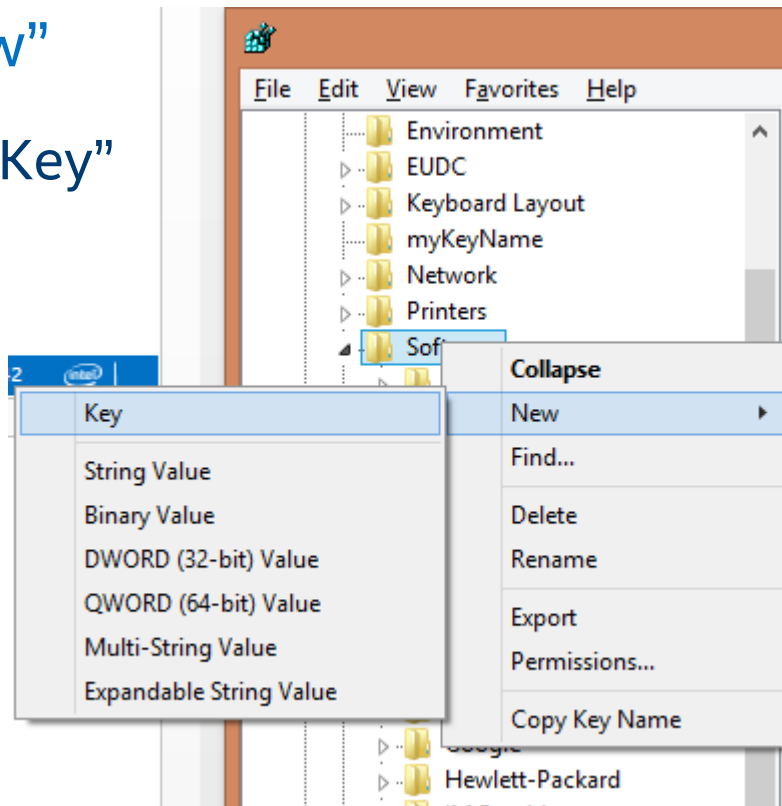 w”
Key”
File Edit View Favorites Help
Environment
EUDC
Keyboard Layout
myKeyName
Network
Printers
Collapse
New
Find...
Delete
Rename
Export
Permissions...
Copy Key Name
2 intel
Key
String Value
Binary Value
DWORD (32-bit) Value
QWORD (64-bit) Value
Multi-String Value
Expandable String Value
Hewlett-Packard